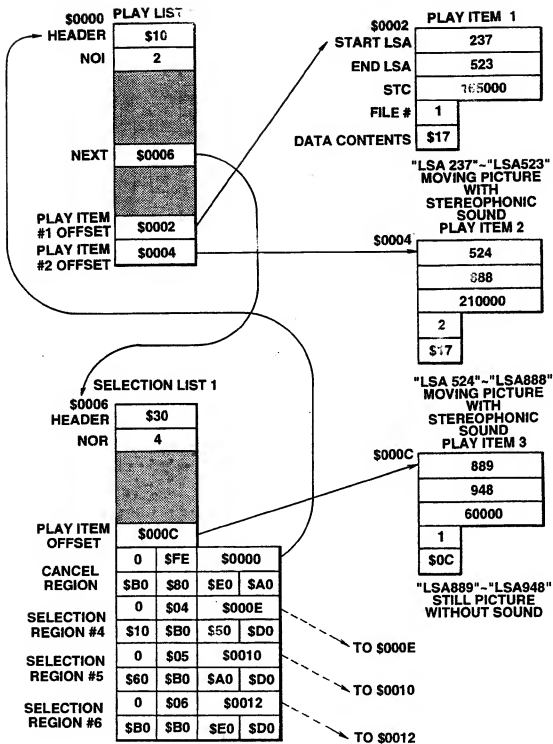 PLAY LIST
$0000
HEADER $10
NOI 2
NEXT $0006
PLAY ITEM
#1 OFFSET $0002
PLAY ITEM
#2 OFFSET $0004
PLAY ITEM 1
$0002
START LSA 237
END LSA 523
STC 165000
FILE # 1
DATA CONTENTS $17
"LSA 237"~"LSA523"
MOVING PICTURE
WITH
STEREOPHONIC
SOUND
PLAY ITEM 2
$0004
524
888
210000
2
$17
"LSA 524"~"LSA888"
MOVING PICTURE
WITH
STEREOPHONIC
SOUND
PLAY ITEM 3
$000C
889
948
60000
1
$0C
"LSA889"~"LSA948"
STILL PICTURE
WITHOUT SOUND
SELECTION LIST 1
$0006
HEADER $30
NOR 4
PLAY ITEM
OFFSET $000C
CANCEL
REGION
0 $FE $0000
$B0 $80 $E0 $A0
SELECTION
REGION #4
0 $04 $000E
$10 $B0 $50 $D0
TO $000E
SELECTION
REGION #5
0 $05 $0010
$60 $B0 $A0 $D0
TO $0010
SELECTION
REGION #6
0 $06 $0012
$B0 $B0 $E0 $D0
TO $0012